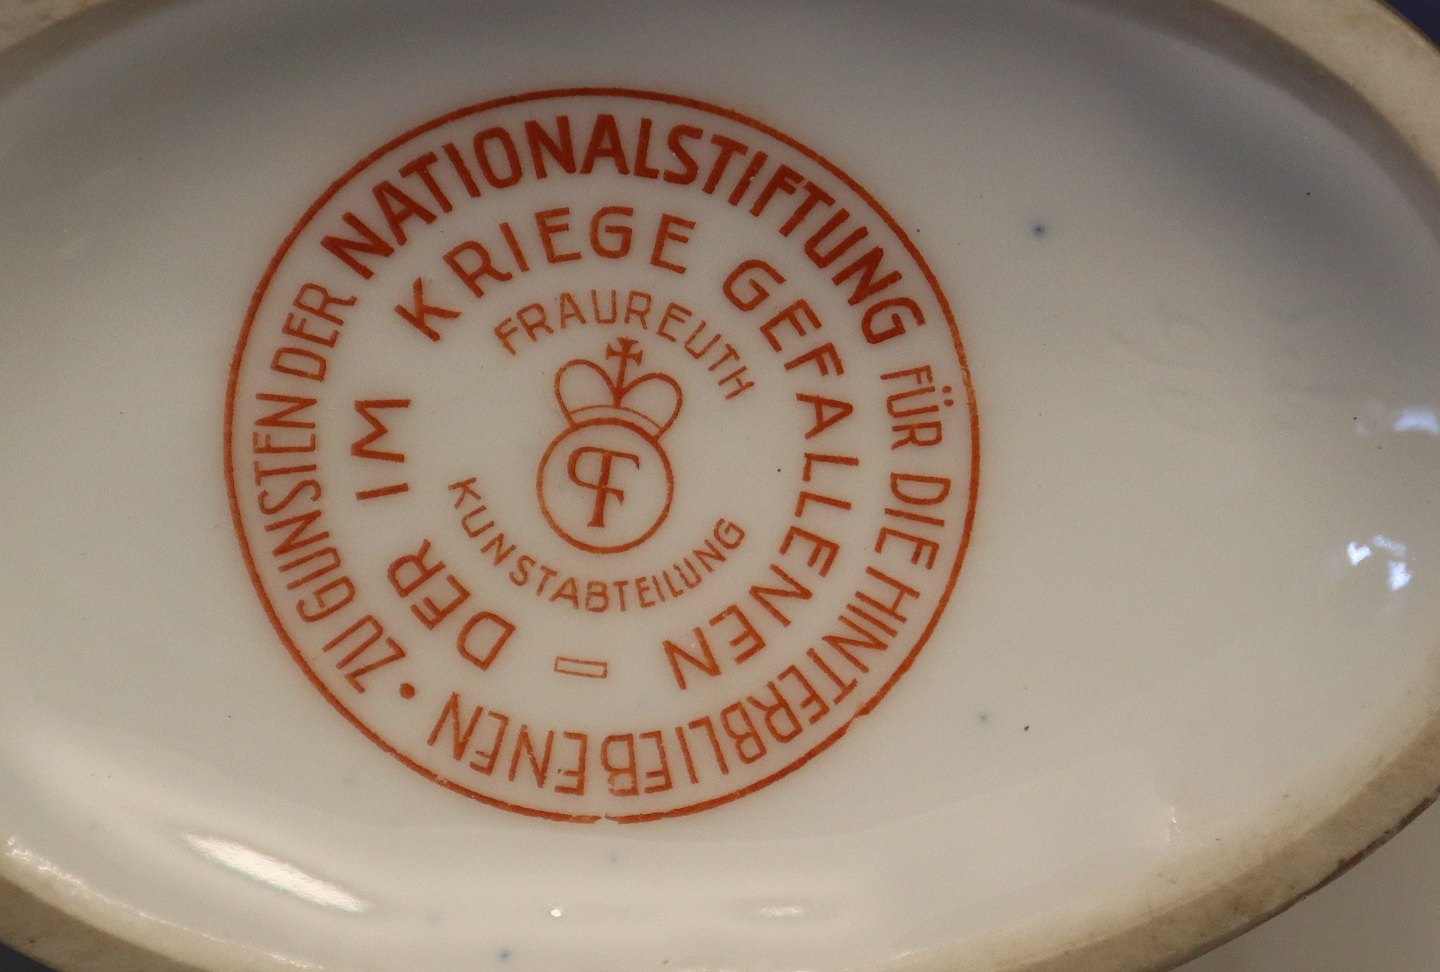 ZU GUNSTEN DER NATIONALSTIFTUNG FÜR DIE HINTERBLIEBENEN •
DER IM KRIEGE GEFALLENEN –
FRAUREUTH
PF
KUNSTABTEILUNG